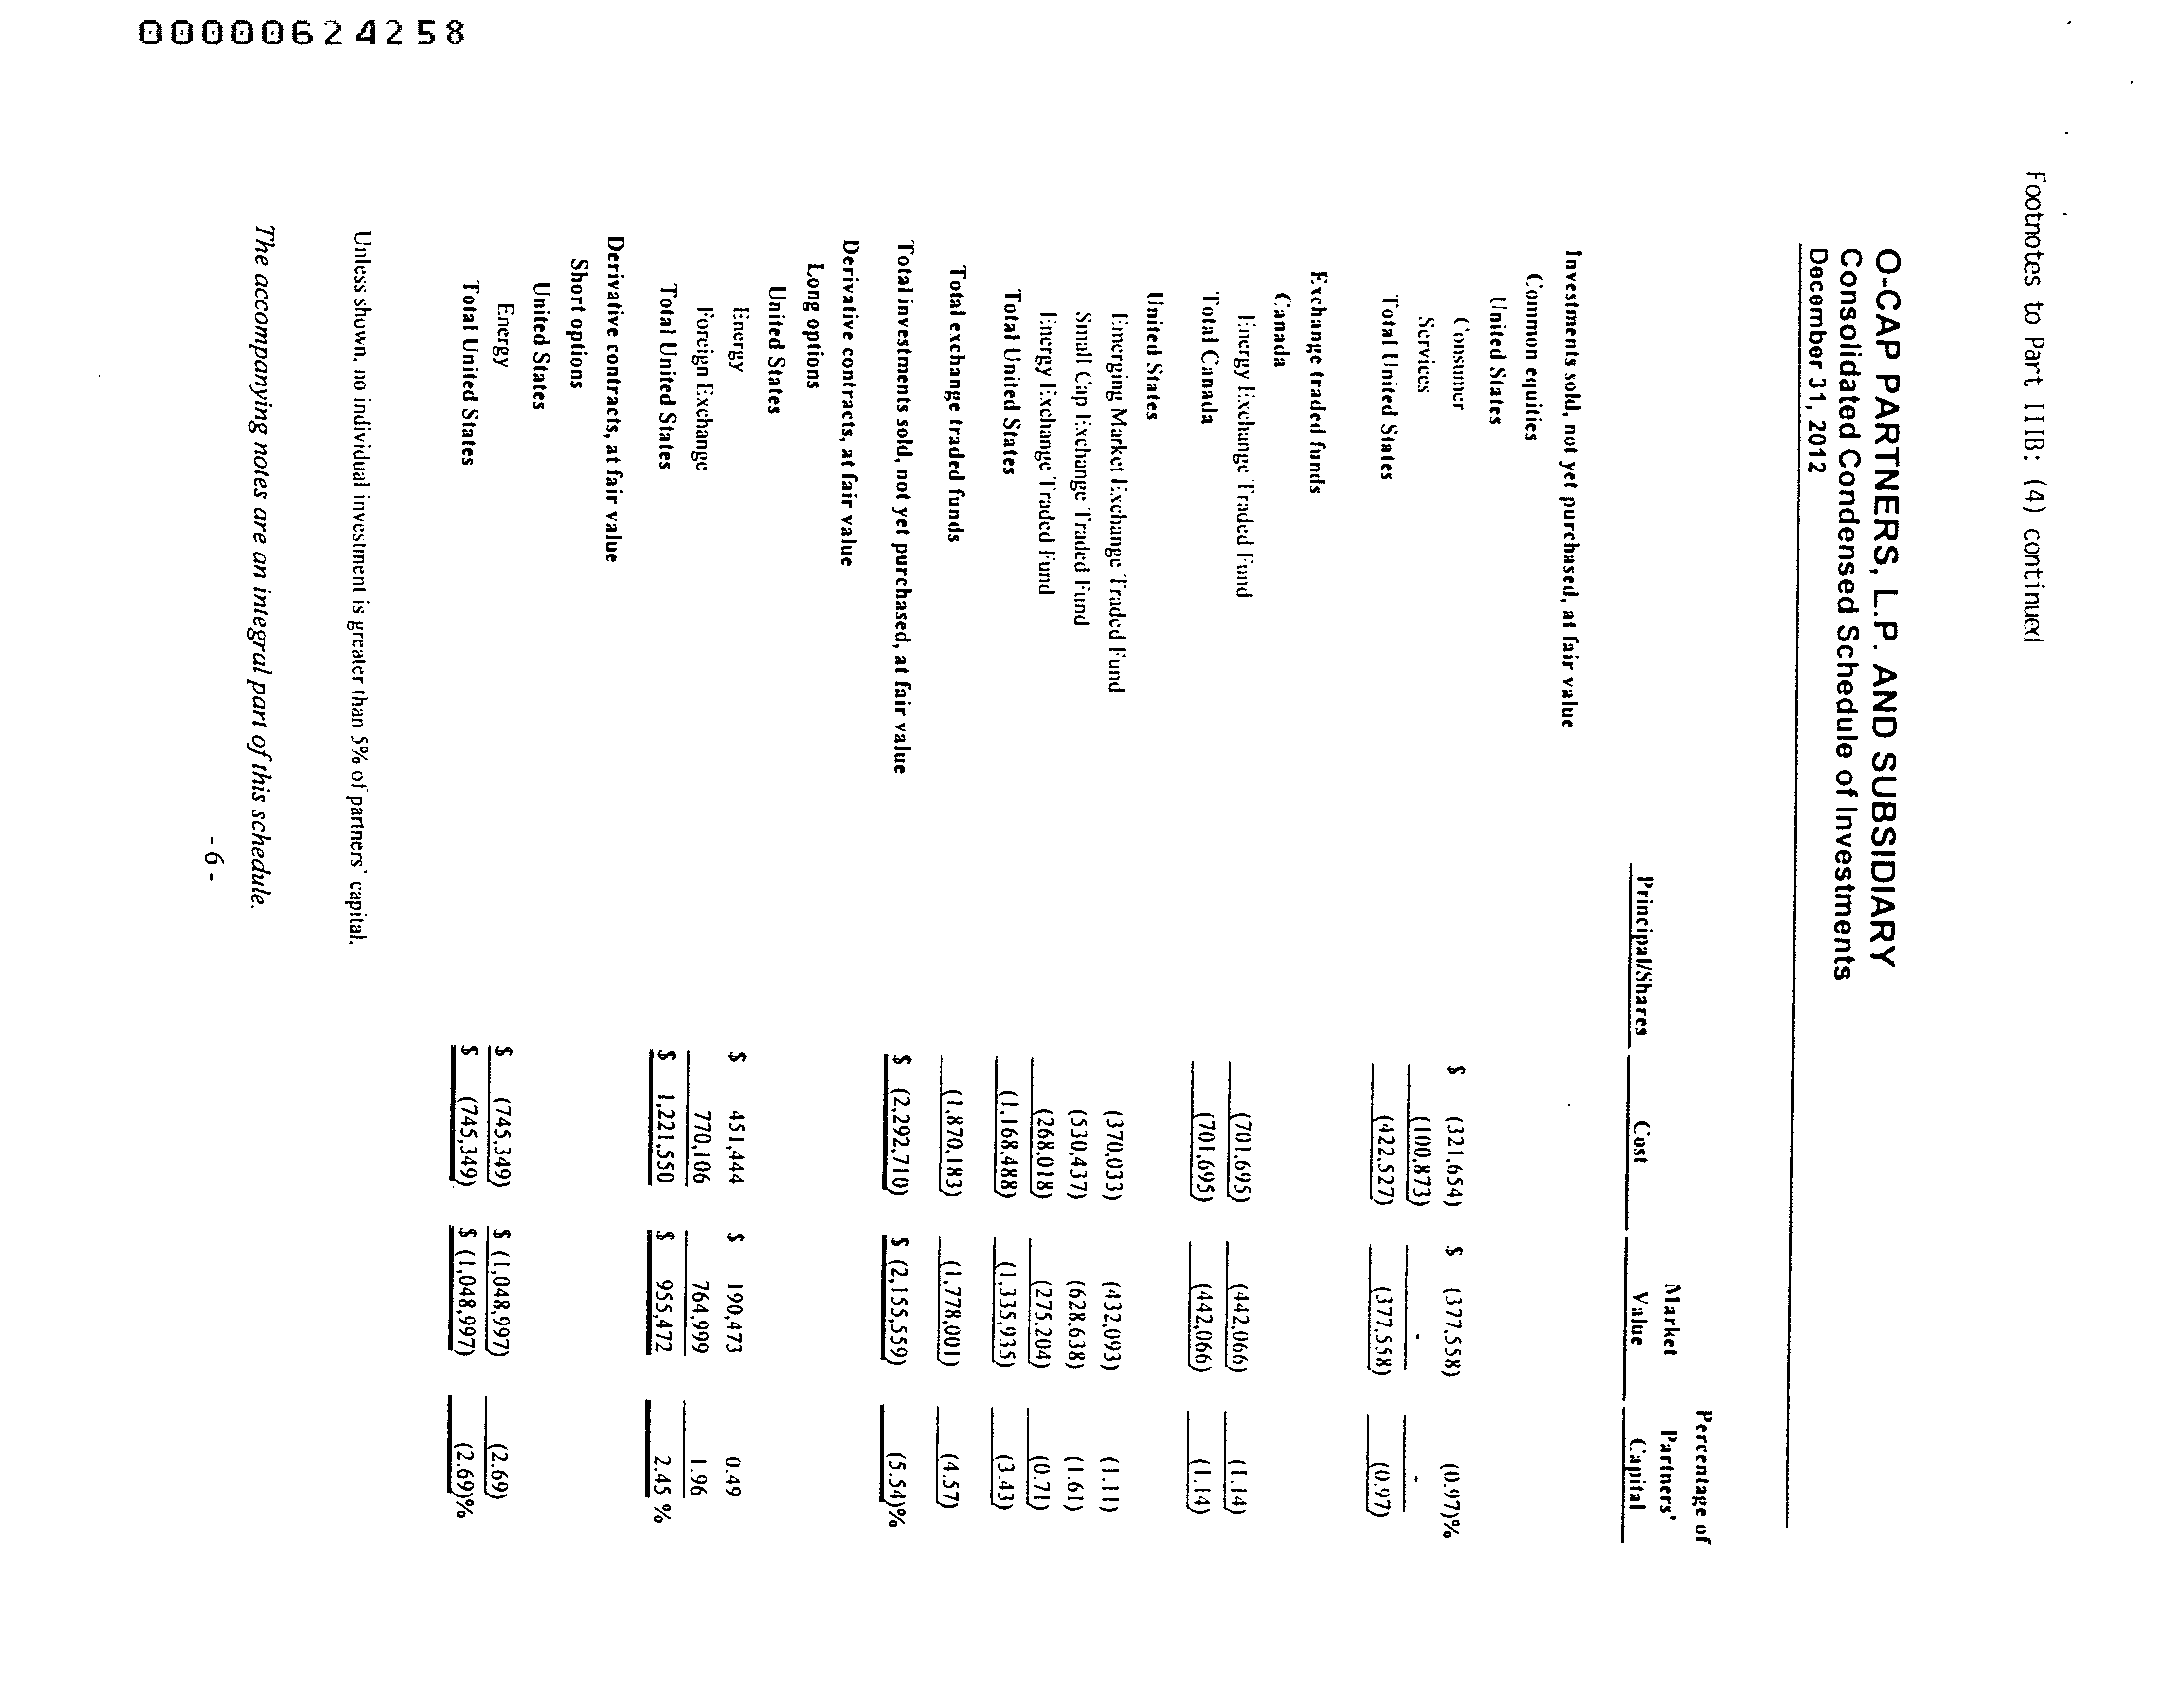 00000624258
Footnotes to Part IIB: (4) continued
O-CAP PARTNERS, L.P. AND SUBSIDIARY
Consolidated Condensed Schedule of Investments
December 31, 2012
Percentage of
Market Partners'
Principal/Shares Cost Value Capital
Investments sold, not yet purchased, at fair value
Common equities
United States
Consumer $ (321,654) $ (377,558) (0.97)%
Services (100,873) - -
Total United States (422,527) (377,558) (0.97)
Exchange traded funds
Canada
Energy Exchange Traded Fund (701,695) (442,066) (1.14)
Total Canada (701,695) (442,066) (1.14)
United States
Emerging Market Exchange Traded Fund (370,033) (432,093) (1.11)
Small Cap Exchange Traded Fund (530,437) (628,638) (1.61)
Energy Exchange Traded Fund (268,018) (275,204) (0.71)
Total United States (1,168,488) (1,335,935) (3.43)
Total exchange traded funds (1,870,183) (1,778,001) (4.57)
Total investments sold, not yet purchased, at fair value $ (2,292,710) $ (2,155,559) (5.54)%
Derivative contracts, at fair value
Long options
United States
Energy $ 451,444 $ 190,473 0.49
Foreign Exchange 770,106 764,999 1.96
Total United States $ 1,221,550 $ 955,472 2.45 %
Derivative contracts, at fair value
Short options
United States
Energy $ (745,349) $ (1,048,997) (2.69)
Total United States $ (745,349) $ (1,048,997) (2.69)%
Unless shown, no individual investment is greater than 5% of partners' capital.
The accompanying notes are an integral part of this schedule.
- 6 -